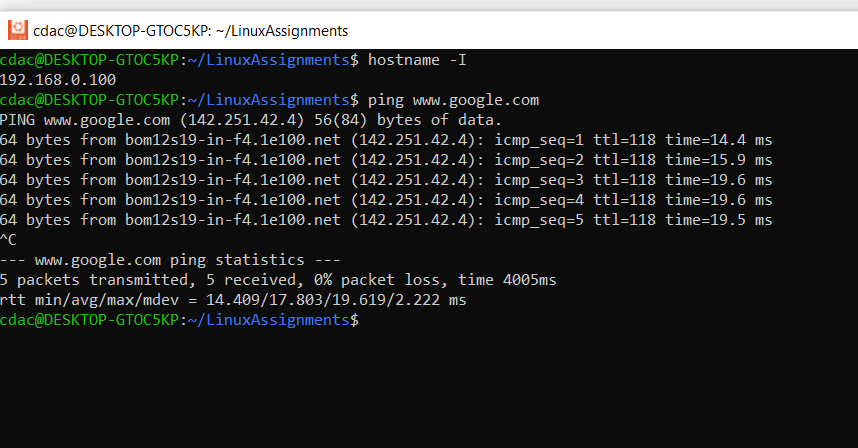 cdac@DESKTOP-GTOC5KP: ~/LinuxAssignments
cdac@DESKTOP-GTOC5KP:~/LinuxAssignments$ hostname -I
192.168.0.100
cdac@DESKTOP-GTOC5KP:~/LinuxAssignments$ ping www.google.com
PING www.google.com (142.251.42.4) 56(84) bytes of data.
64 bytes from bom12s19-in-f4.1e100.net (142.251.42.4): icmp_seq=1 ttl=118 time=14.4 ms
64 bytes from bom12s19-in-f4.1e100.net (142.251.42.4): icmp_seq=2 ttl=118 time=15.9 ms
64 bytes from bom12s19-in-f4.1e100.net (142.251.42.4): icmp_seq=3 ttl=118 time=19.6 ms
64 bytes from bom12s19-in-f4.1e100.net (142.251.42.4): icmp_seq=4 ttl=118 time=19.6 ms
64 bytes from bom12s19-in-f4.1e100.net (142.251.42.4): icmp_seq=5 ttl=118 time=19.5 ms
^C
--- www.google.com ping statistics ---
5 packets transmitted, 5 received, 0% packet loss, time 4005ms
rtt min/avg/max/mdev = 14.409/17.803/19.619/2.222 ms
cdac@DESKTOP-GTOC5KP:~/LinuxAssignments$